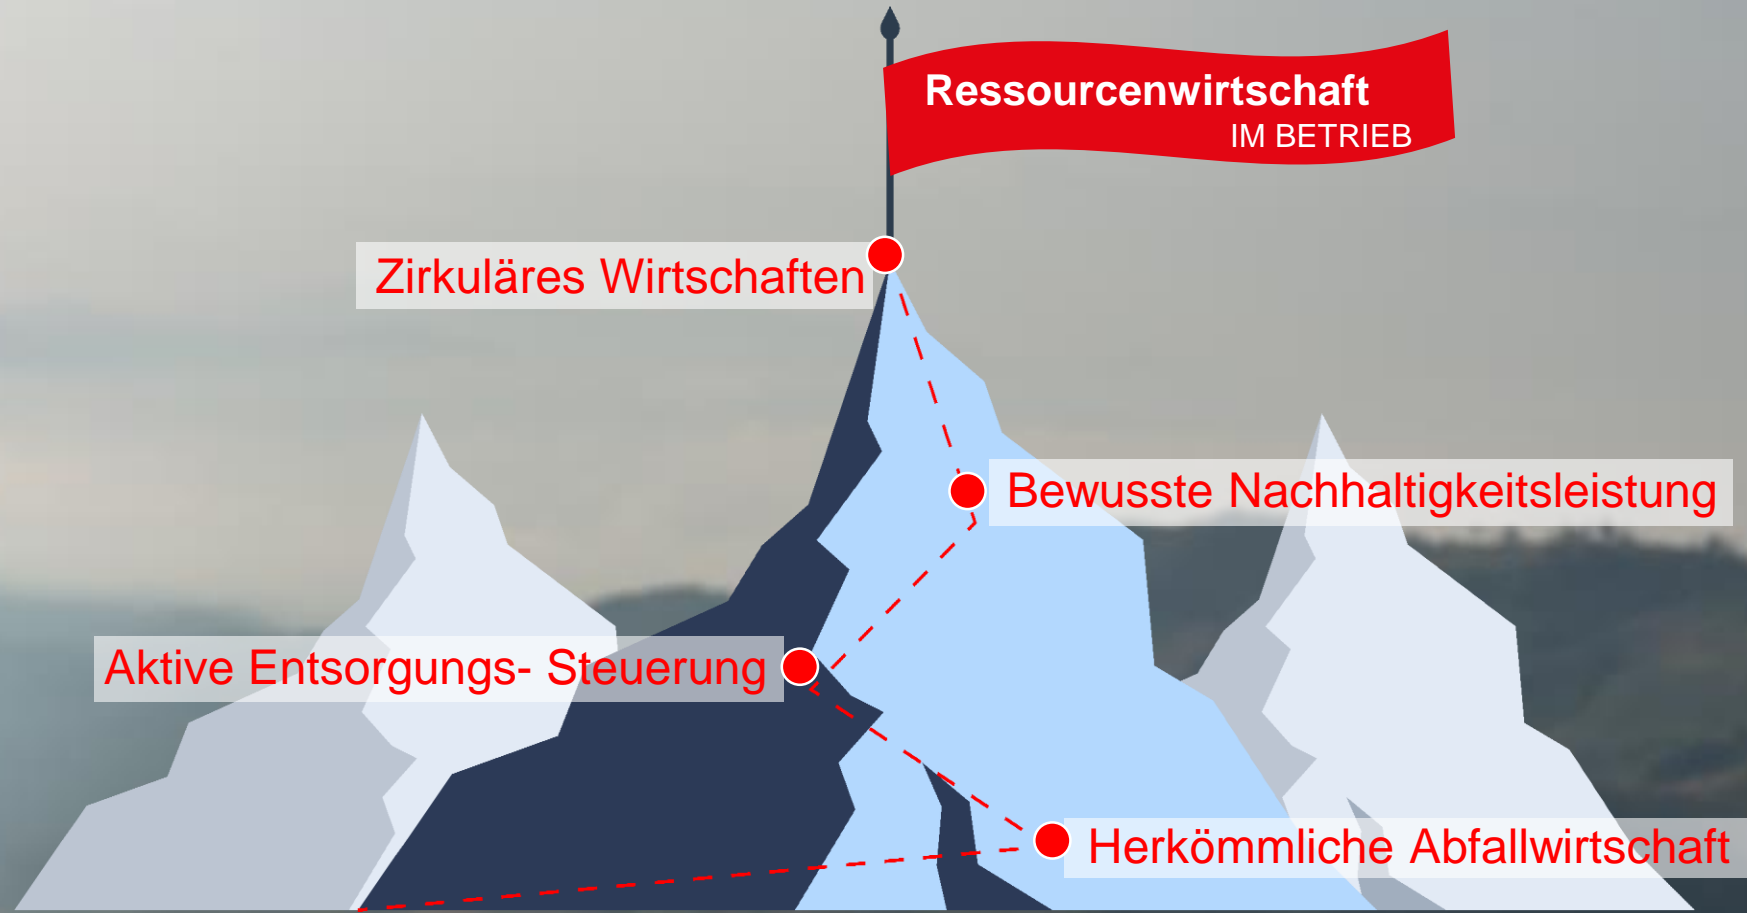 Ressourcenwirtschaft
IM BETRIEB
Zirkuläres Wirtschaften
Bewusste Nachhaltigkeitsleistung
Aktive Entsorgungs- Steuerung
Herkömmliche Abfallwirtschaft